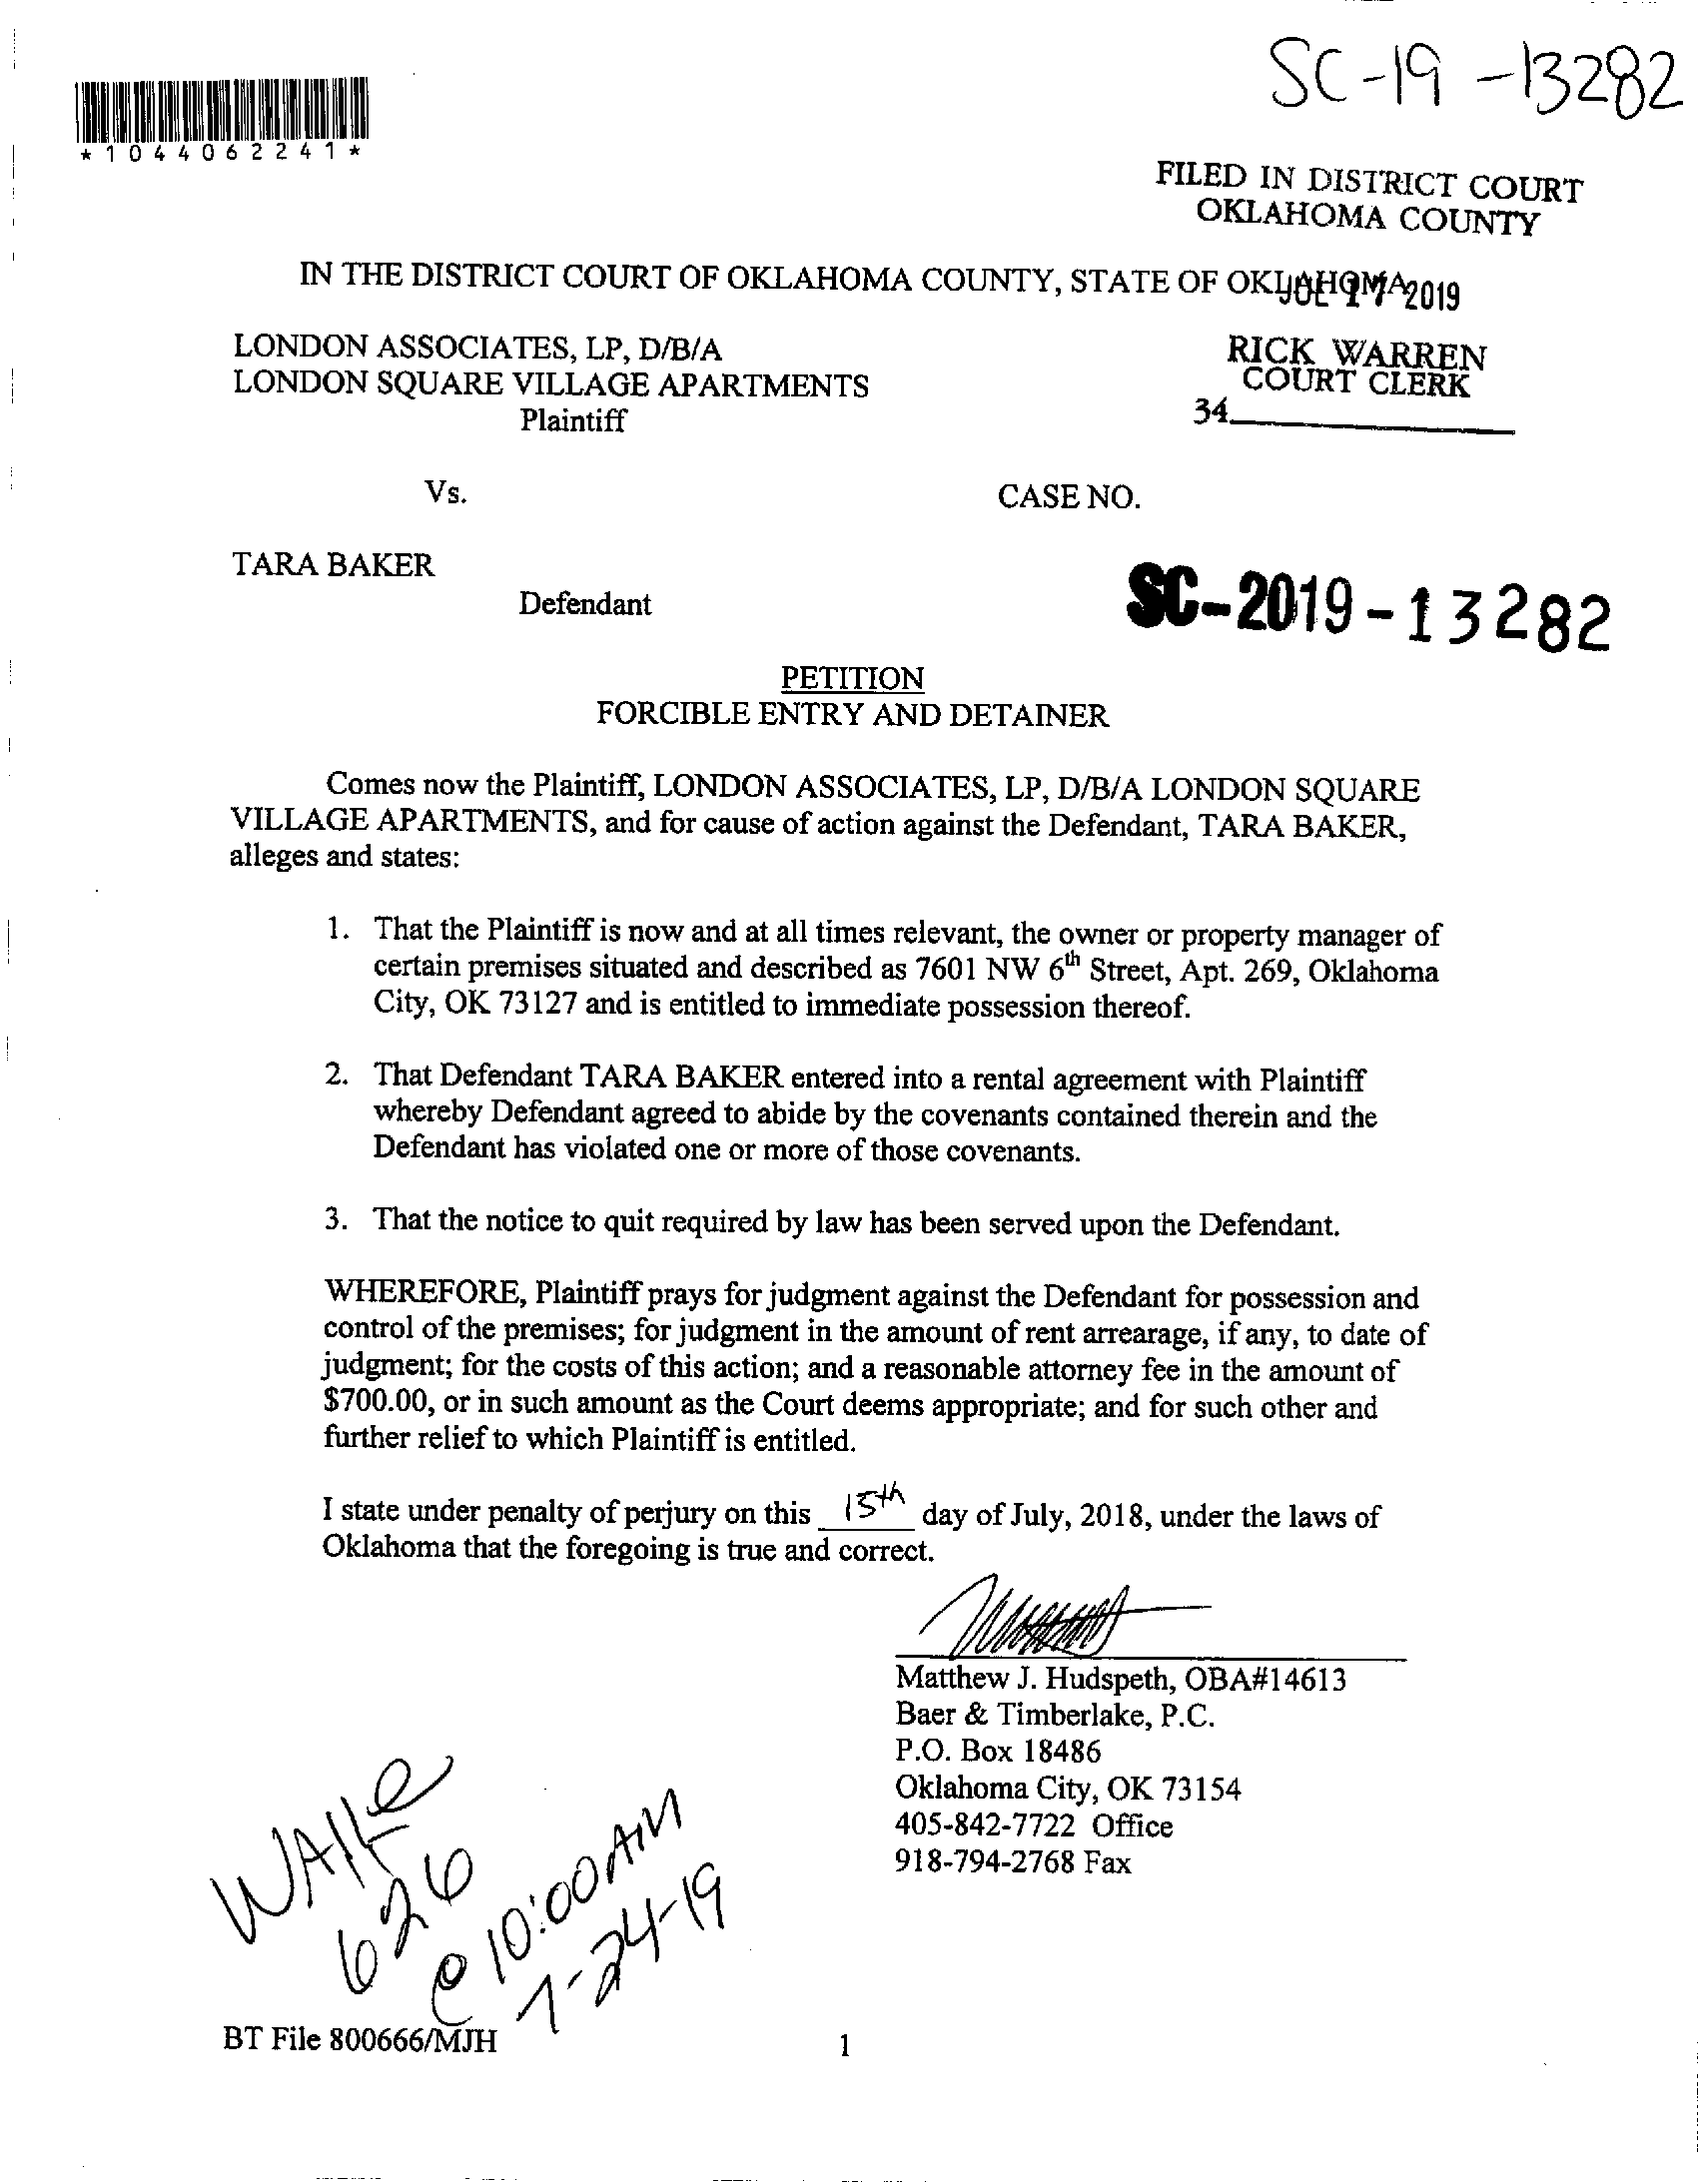 SC-19-13282
*1044062241*
FILED IN DISTRICT COURT
OKLAHOMA COUNTY
IN THE DISTRICT COURT OF OKLAHOMA COUNTY, STATE OF OKLAHOMA
JUL 17 2019
LONDON ASSOCIATES, LP, D/B/A
LONDON SQUARE VILLAGE APARTMENTS
Plaintiff
RICK WARREN
COURT CLERK
34
Vs.
CASE NO.
TARA BAKER
Defendant
SC-2019-13282
PETITION
FORCIBLE ENTRY AND DETAINER
Comes now the Plaintiff, LONDON ASSOCIATES, LP, D/B/A LONDON SQUARE
VILLAGE APARTMENTS, and for cause of action against the Defendant, TARA BAKER,
alleges and states:
1. That the Plaintiff is now and at all times relevant, the owner or property manager of
certain premises situated and described as 7601 NW 6th Street, Apt. 269, Oklahoma
City, OK 73127 and is entitled to immediate possession thereof.
2. That Defendant TARA BAKER entered into a rental agreement with Plaintiff
whereby Defendant agreed to abide by the covenants contained therein and the
Defendant has violated one or more of those covenants.
3. That the notice to quit required by law has been served upon the Defendant.
WHEREFORE, Plaintiff prays for judgment against the Defendant for possession and
control of the premises; for judgment in the amount of rent arrearage, if any, to date of
judgment; for the costs of this action; and a reasonable attorney fee in the amount of
$700.00, or in such amount as the Court deems appropriate; and for such other and
further relief to which Plaintiff is entitled.
I state under penalty of perjury on this 15th day of July, 2018, under the laws of
Oklahoma that the foregoing is true and correct.
Matthew J. Hudspeth, OBA#14613
Baer & Timberlake, P.C.
P.O. Box 18486
Oklahoma City, OK 73154
405-842-7722 Office
918-794-2768 Fax
626
@ 10:00 AM
7-24-19
BT File 800666/MJH
1